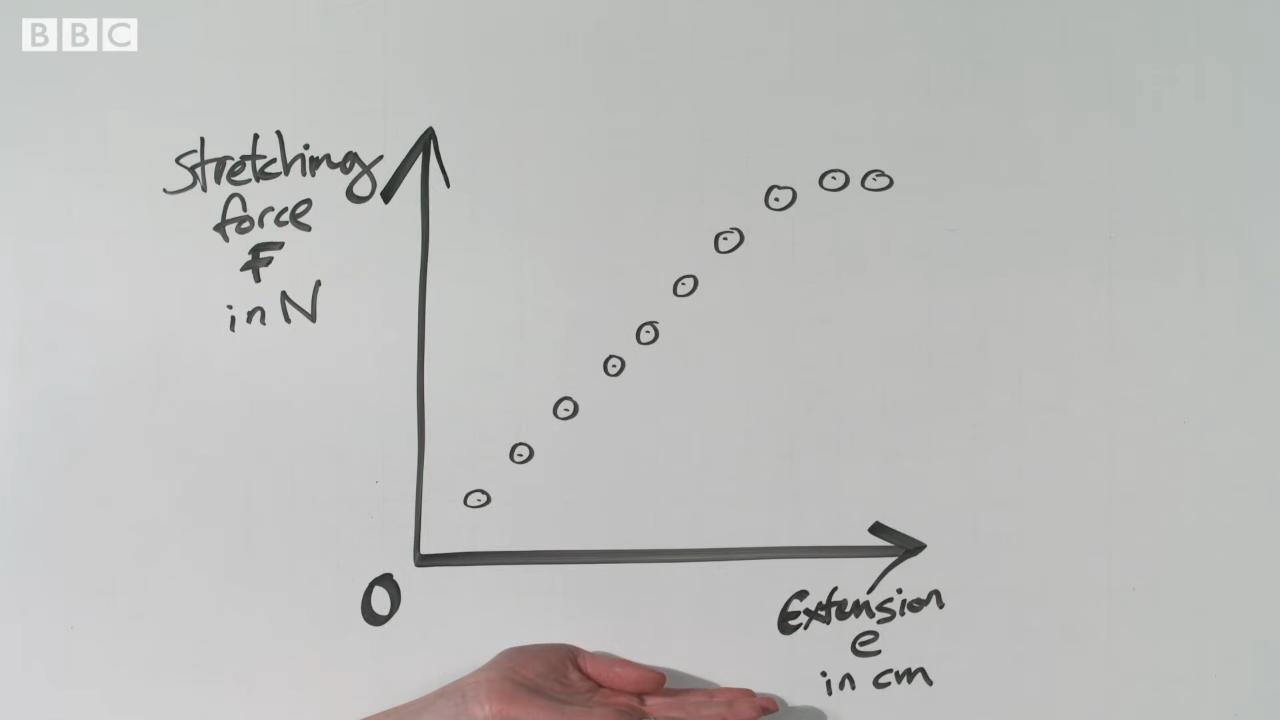 BBC
Stretching
force
F
in N
0
Extension
e
in cm